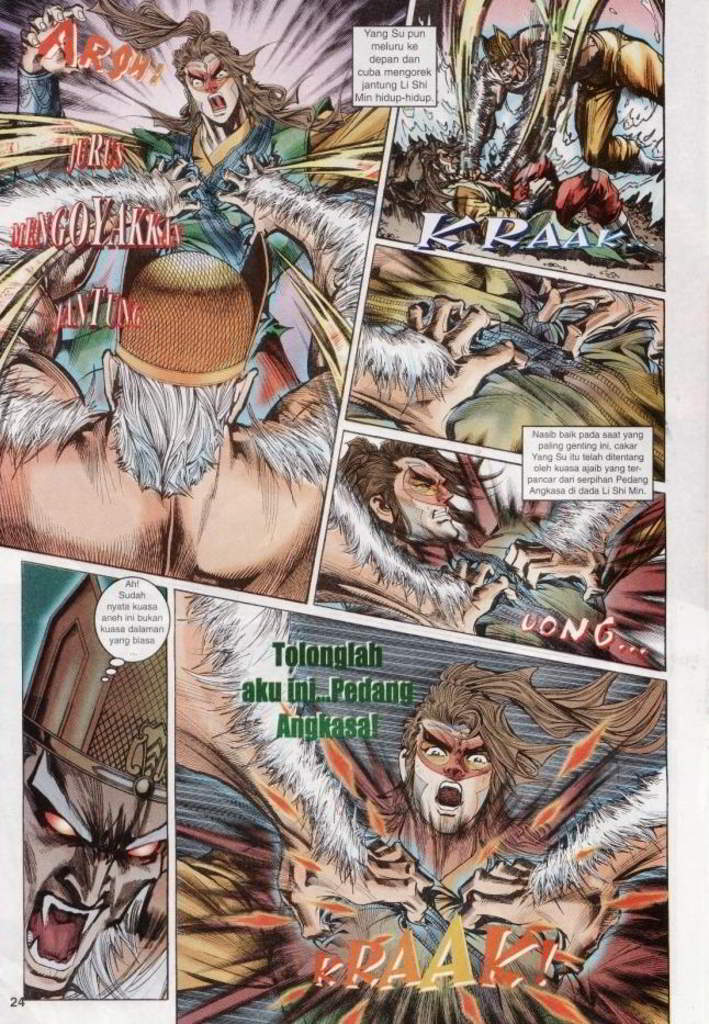 AROH!
JURUS
MENGOYAKKAN
JANTUNG
Yang Su pun
meluru ke
depan dan
cuba mengorek
jantung Li Shi
Min hidup-hidup.
KRAAK
Nasib baik pada saat yang
paling genting ini, cakar
Yang Su itu telah ditentang
oleh kuasa ajaib yang ter-
pancar dari serpihan Pedang
Angkasa di dada Li Shi Min.
UONG...
Ah!
Sudah
nyata kuasa
aneh ini bukan
kuasa dalaman
yang biasa
...
Tolonglah
aku ini...Pedang
Angkasa!
KRAAK!
24